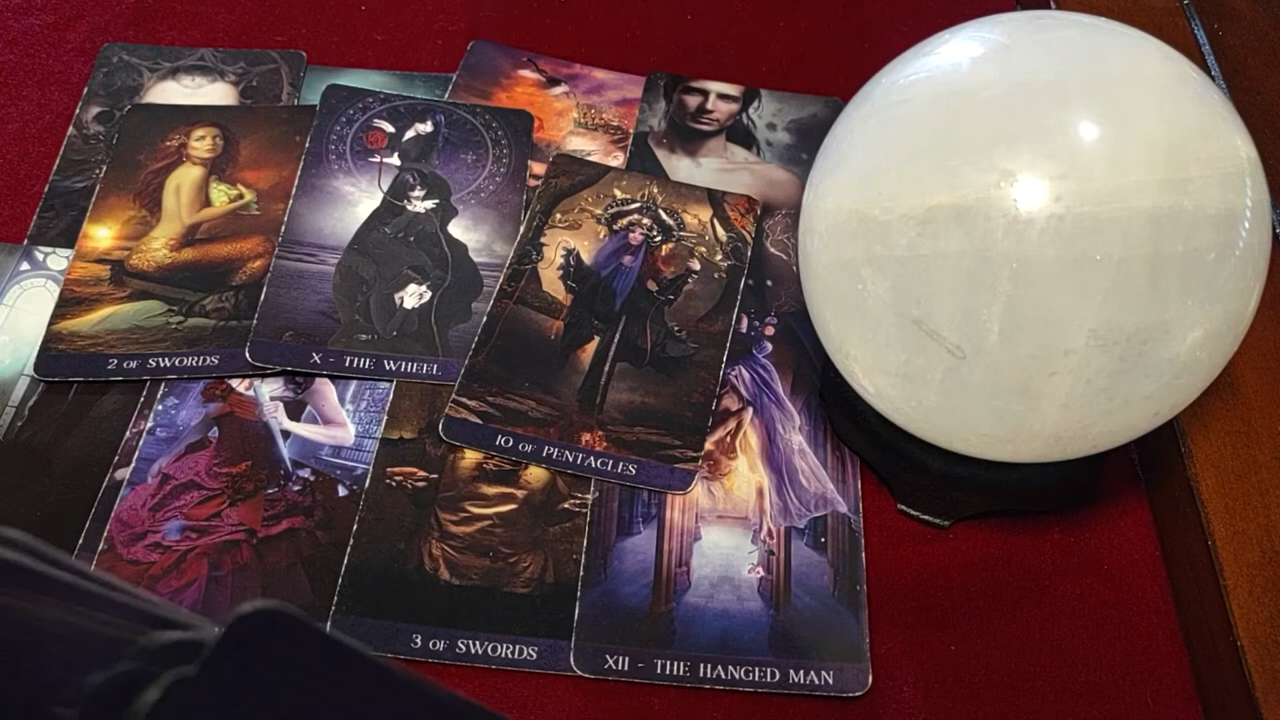 2 OF SWORDS
X - THE WHEEL
10 OF PENTACLES
3 OF SWORDS
XII - THE HANGED MAN